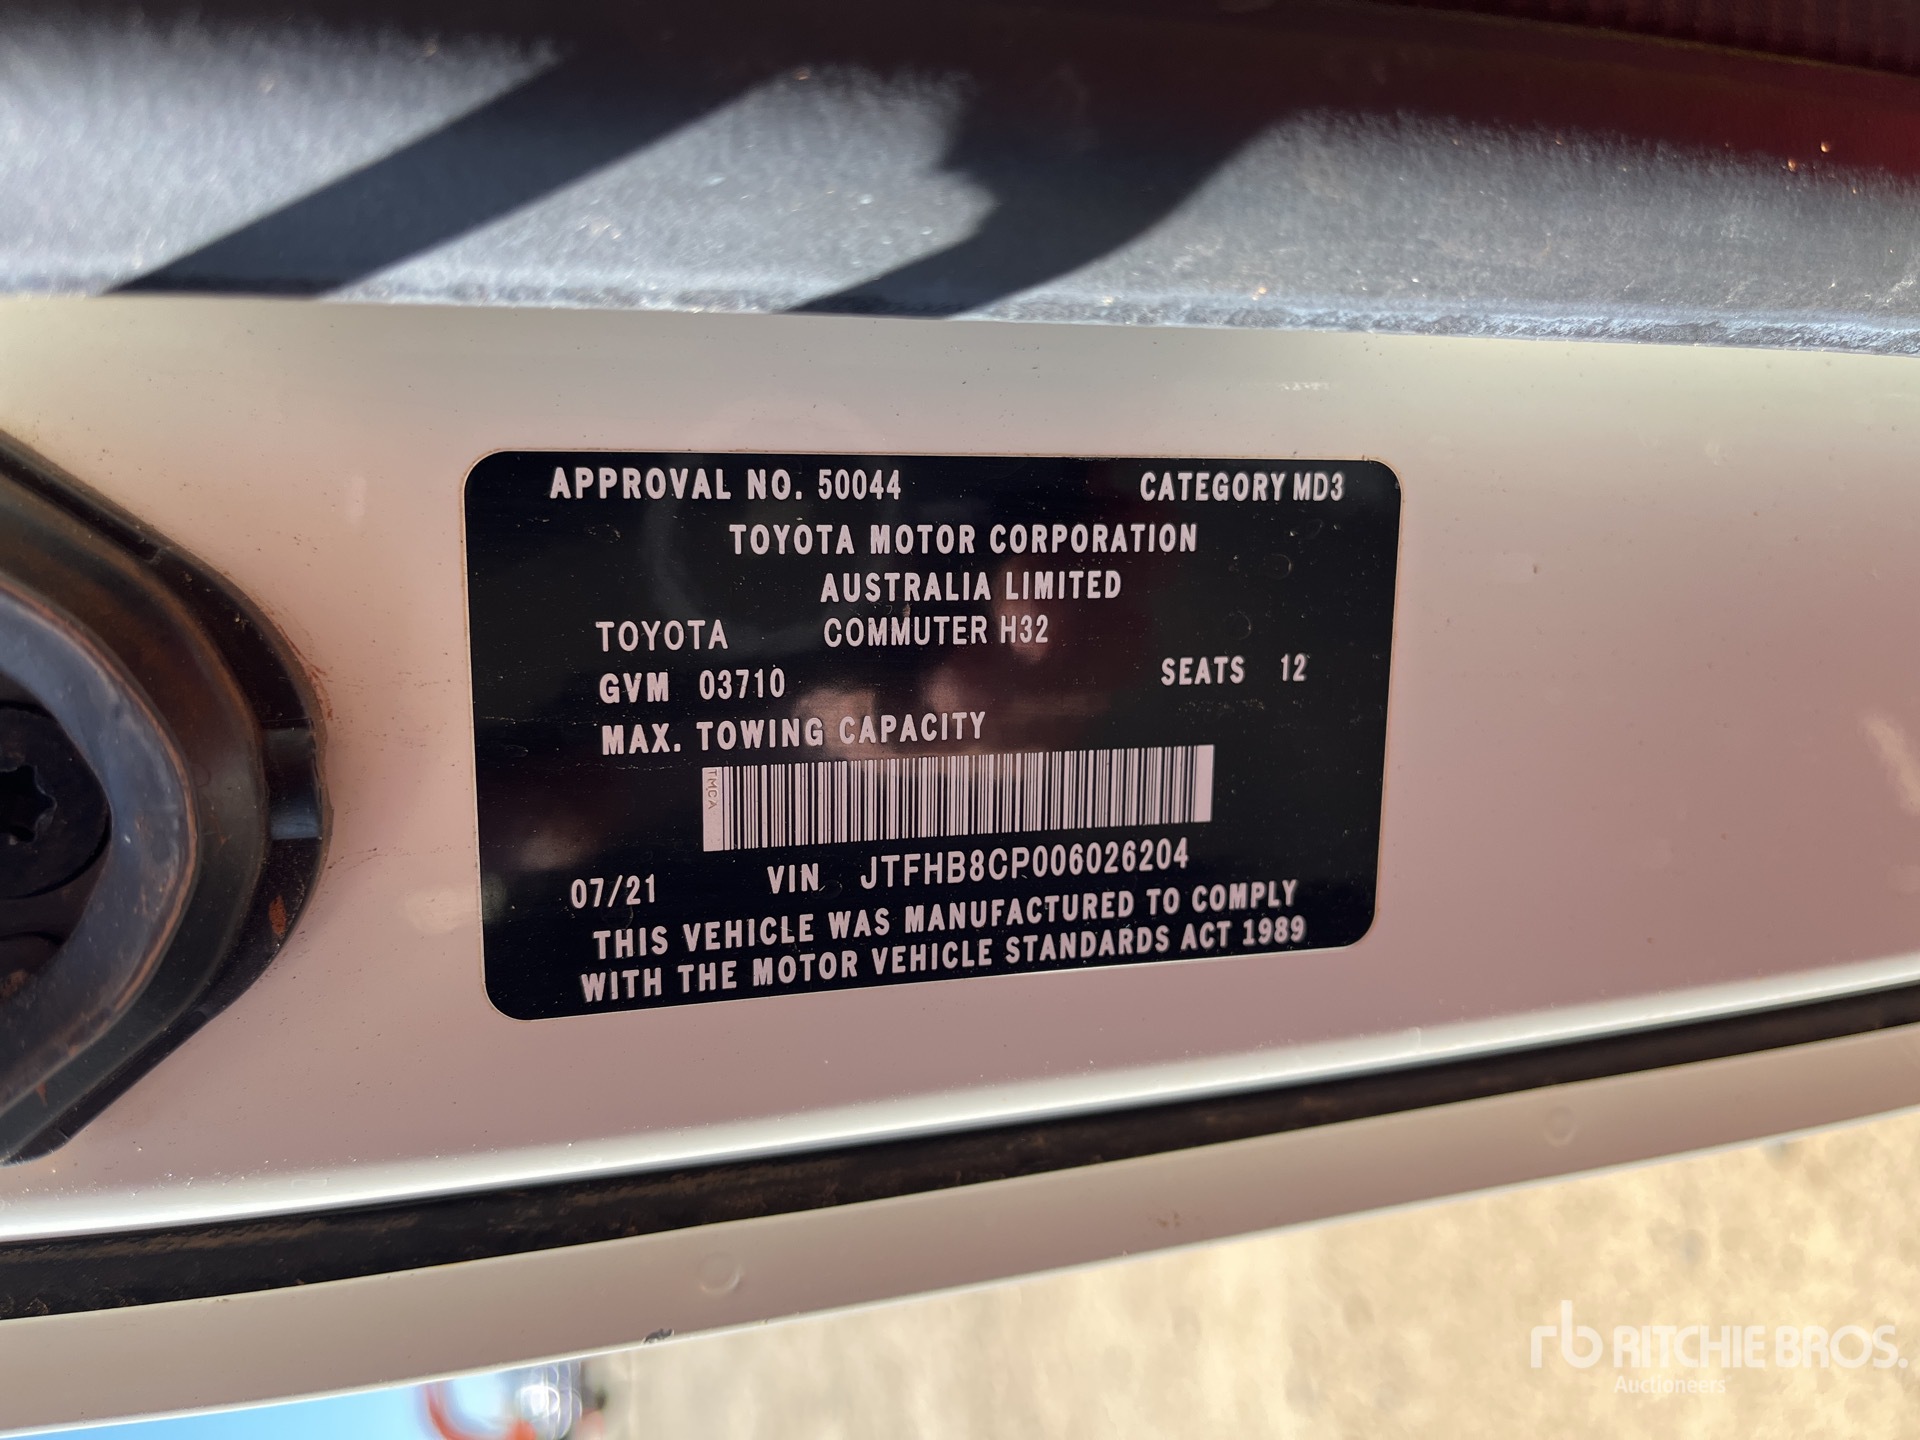 APPROVAL NO. 50044 CATEGORY MD3
TOYOTA MOTOR CORPORATION
AUSTRALIA LIMITED
TOYOTA COMMUTER H32
GVM 03710 SEATS 12
MAX. TOWING CAPACITY
TMCA
07/21 VIN JTFHB8CP006026204
THIS VEHICLE WAS MANUFACTURED TO COMPLY
WITH THE MOTOR VEHICLE STANDARDS ACT 1989
rb RITCHIE BROS.
Auctioneers